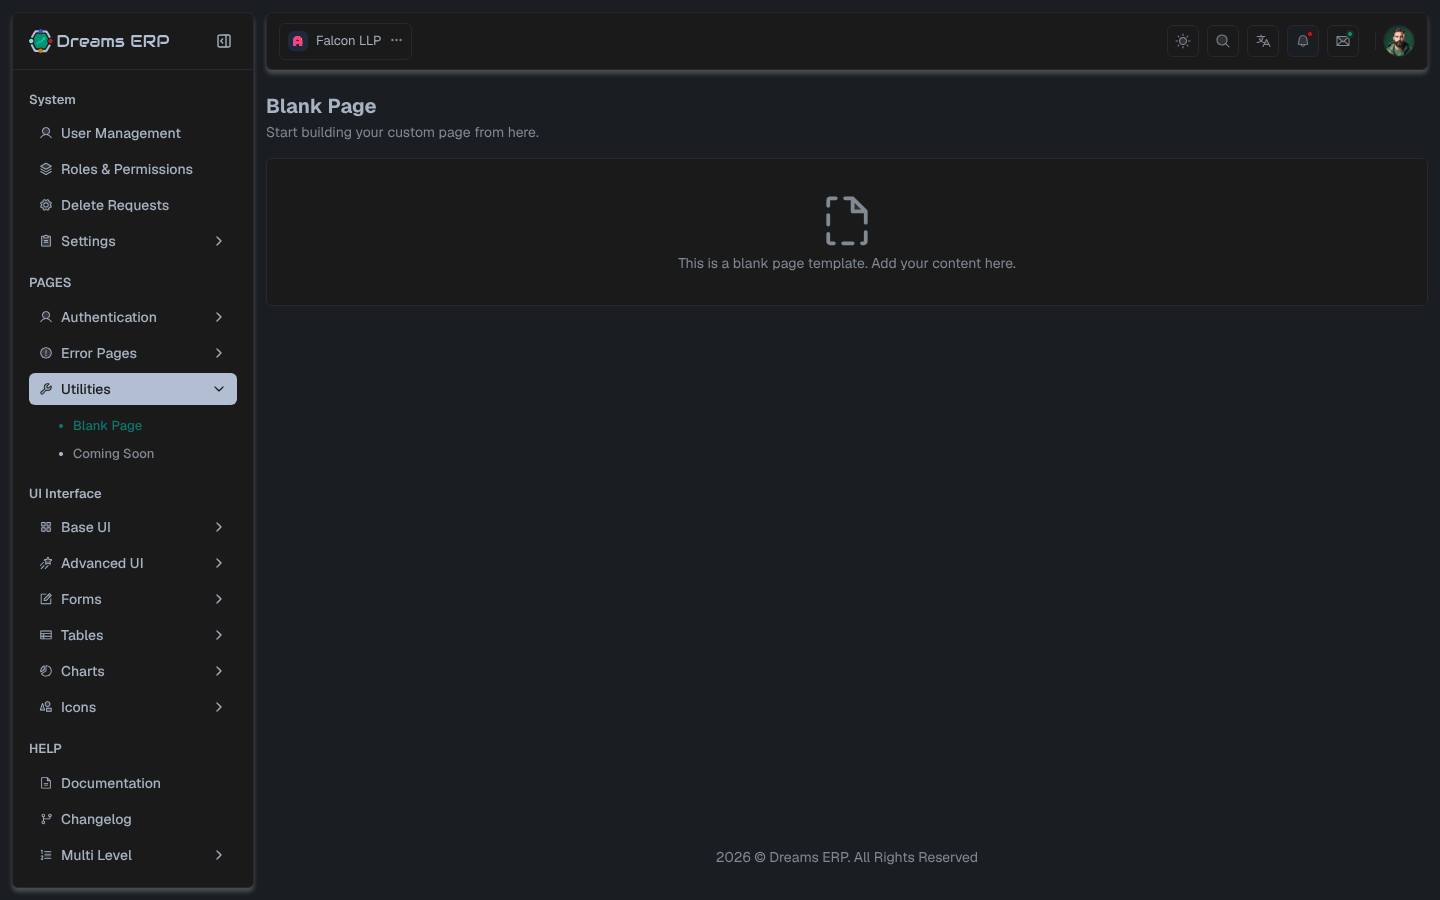 Dreams ERP
Falcon LLP
System
User Management
Roles & Permissions
Delete Requests
Settings
PAGES
Authentication
Error Pages
Utilities
Blank Page
Coming Soon
UI Interface
Base UI
Advanced UI
Forms
Tables
Charts
Icons
HELP
Documentation
Changelog
Multi Level
Blank Page
Start building your custom page from here.
This is a blank page template. Add your content here.
2026 © Dreams ERP. All Rights Reserved